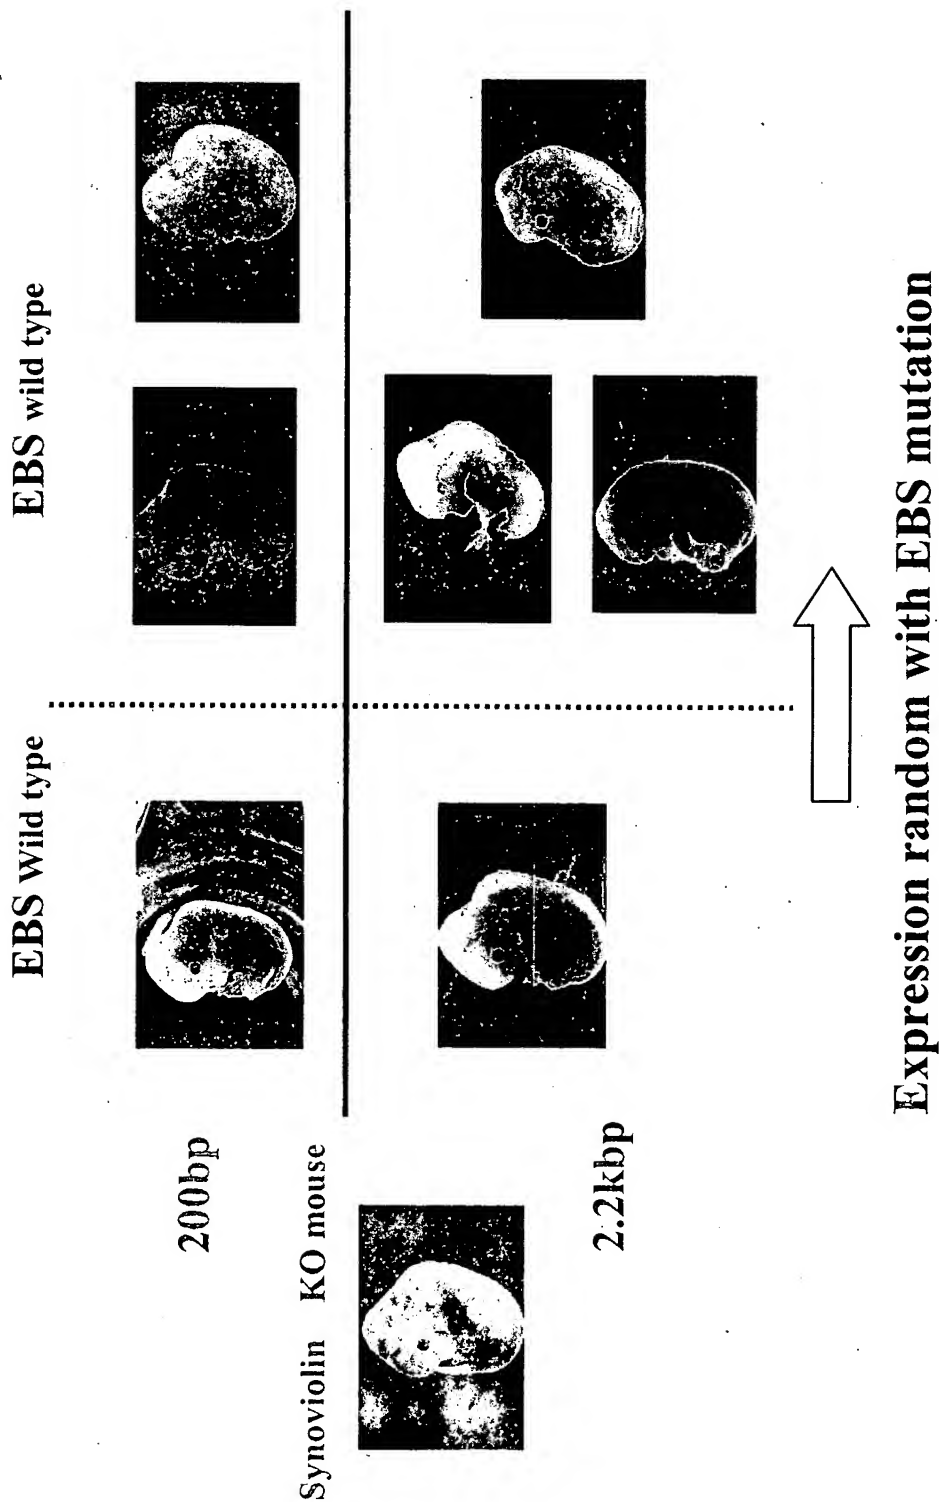 EBS Wild type
EBS wild type
200bp
Synoviolin KO mouse
2.2kbp
Expression random with EBS mutation